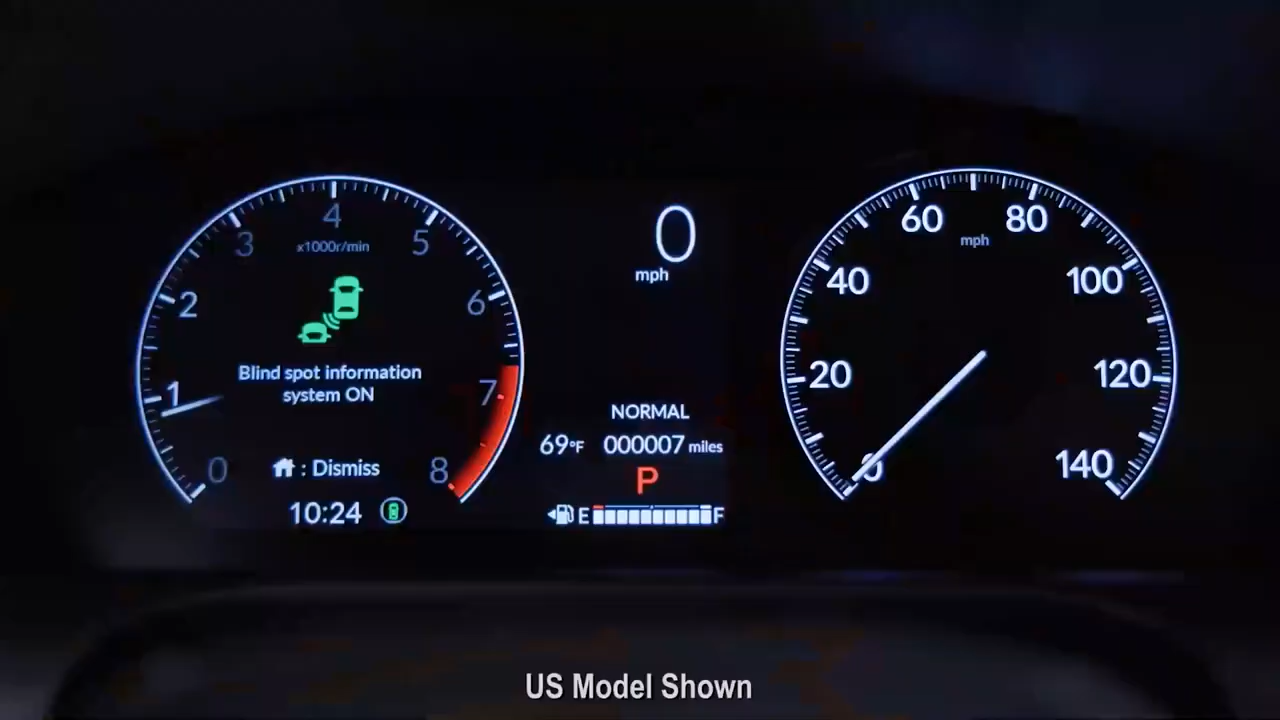 0
1
2
3
4
5
6
7
8
x1000r/min
Blind spot information
system ON
: Dismiss
10:24
0
mph
NORMAL
69°F 000007 miles
P
E F
0
20
40
60
80
100
120
140
mph
US Model Shown